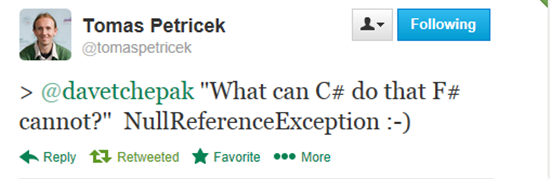 Tomas Petricek
@tomaspetricek
Following
> @davetchepak "What can C# do that F#
cannot?" NullReferenceException :-)
Reply Retweeted Favorite More